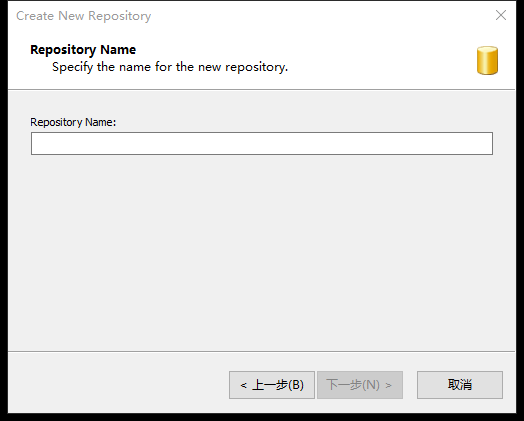 Create New Repository
Repository Name
Specify the name for the new repository.
Repository Name:
< 上一步(B) 下一步(N) > 取消